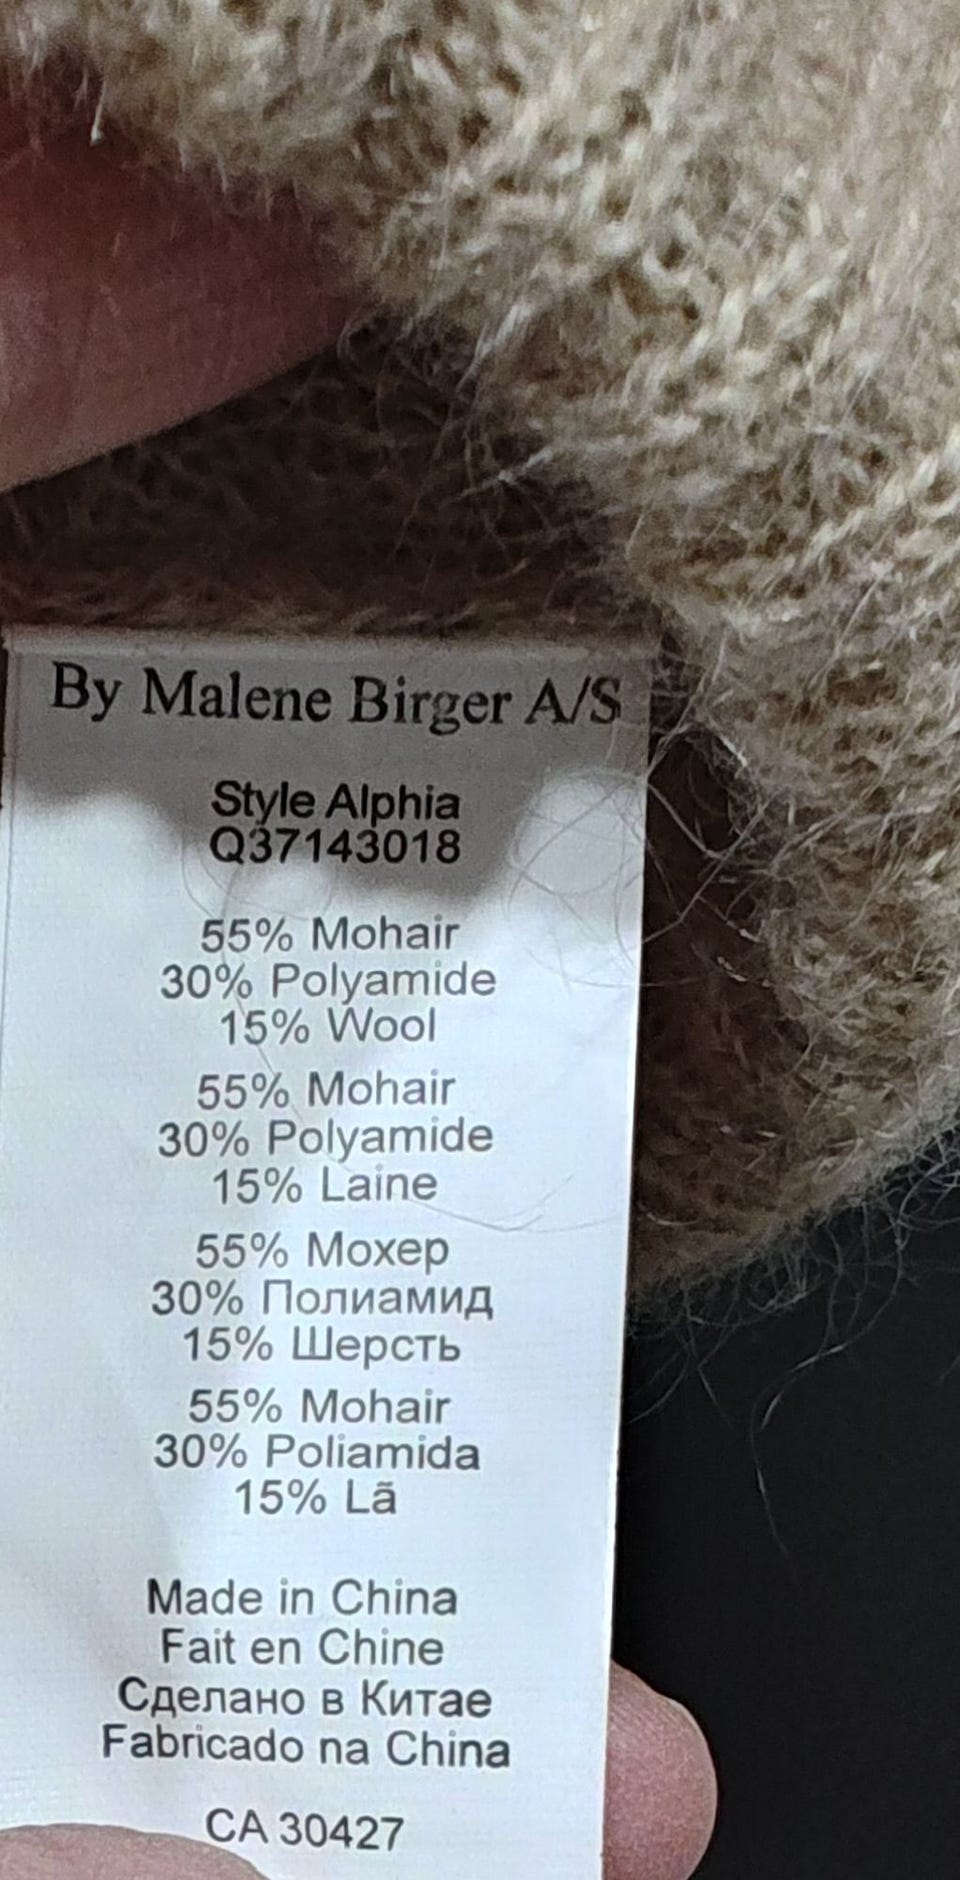 By Malene Birger A/S
Style Alphia
Q37143018
55% Mohair
30% Polyamide
15% Wool
55% Mohair
30% Polyamide
15% Laine
55% Мохер
30% Полиамид
15% Шерсть
55% Mohair
30% Poliamida
15% Lã
Made in China
Fait en Chine
Сделано в Китае
Fabricado na China
CA 30427